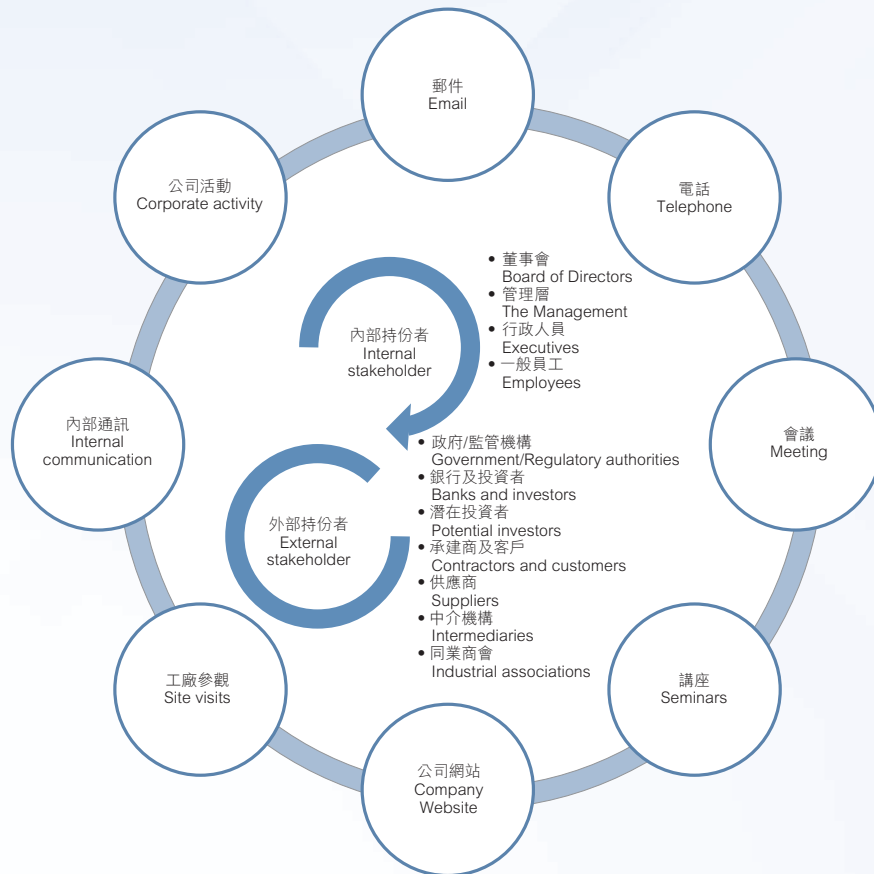 郵件
Email
電話
Telephone
會議
Meeting
講座
Seminars
公司網站
Company
Website
工廠參觀
Site visits
內部通訊
Internal
communication
公司活動
Corporate activity
內部持份者
Internal
stakeholder
• 董事會
Board of Directors
• 管理層
The Management
• 行政人員
Executives
• 一般員工
Employees
外部持份者
External
stakeholder
• 政府/監管機構
Government/Regulatory authorities
• 銀行及投資者
Banks and investors
• 潛在投資者
Potential investors
• 承建商及客戶
Contractors and customers
• 供應商
Suppliers
• 中介機構
Intermediaries
• 同業商會
Industrial associations